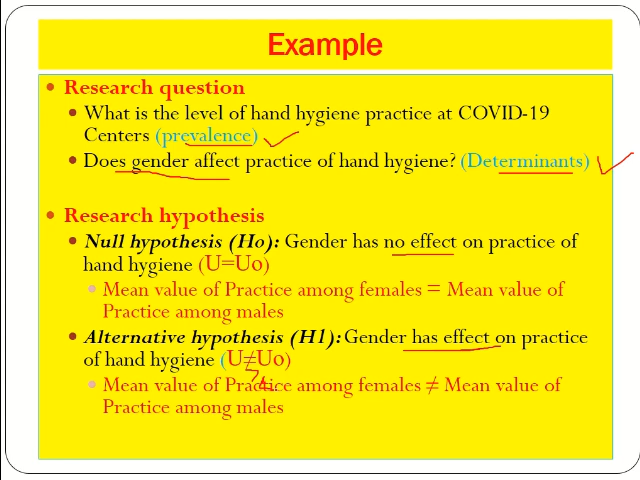 Example
Research question
What is the level of hand hygiene practice at COVID-19
Centers (prevalence)
Does gender affect practice of hand hygiene? (Determinants)
Research hypothesis
Null hypothesis (Ho): Gender has no effect on practice of
hand hygiene (U=Uo)
Mean value of Practice among females = Mean value of
Practice among males
Alternative hypothesis (H1): Gender has effect on practice
of hand hygiene (U≠Uo)
Mean value of Practice among females ≠ Mean value of
Practice among males